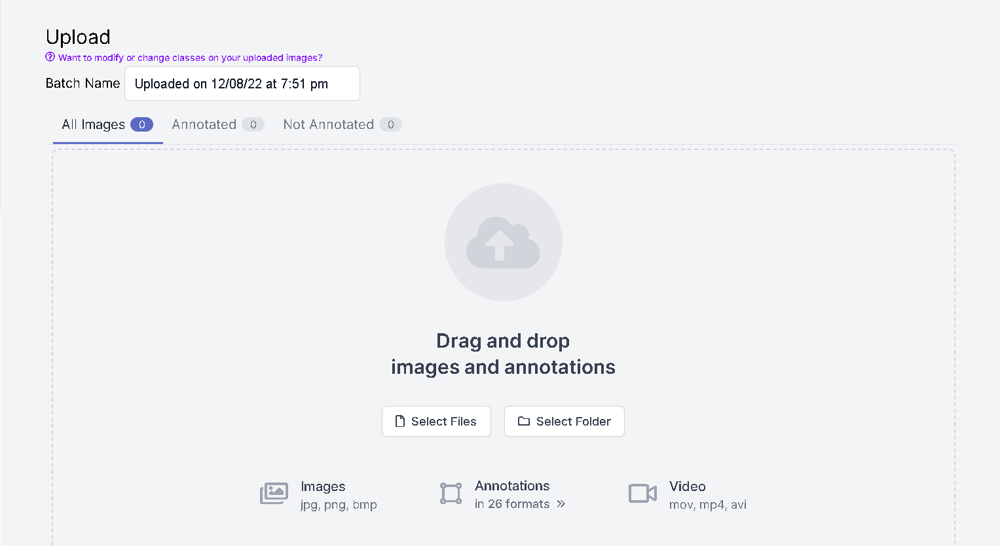 Upload
Want to modify or change classes on your uploaded images?
Batch Name Uploaded on 12/08/22 at 7:51 pm
All Images 0 Annotated 0 Not Annotated 0
Drag and drop
images and annotations
Select Files Select Folder
Images
jpg, png, bmp
Annotations
in 26 formats »
Video
mov, mp4, avi